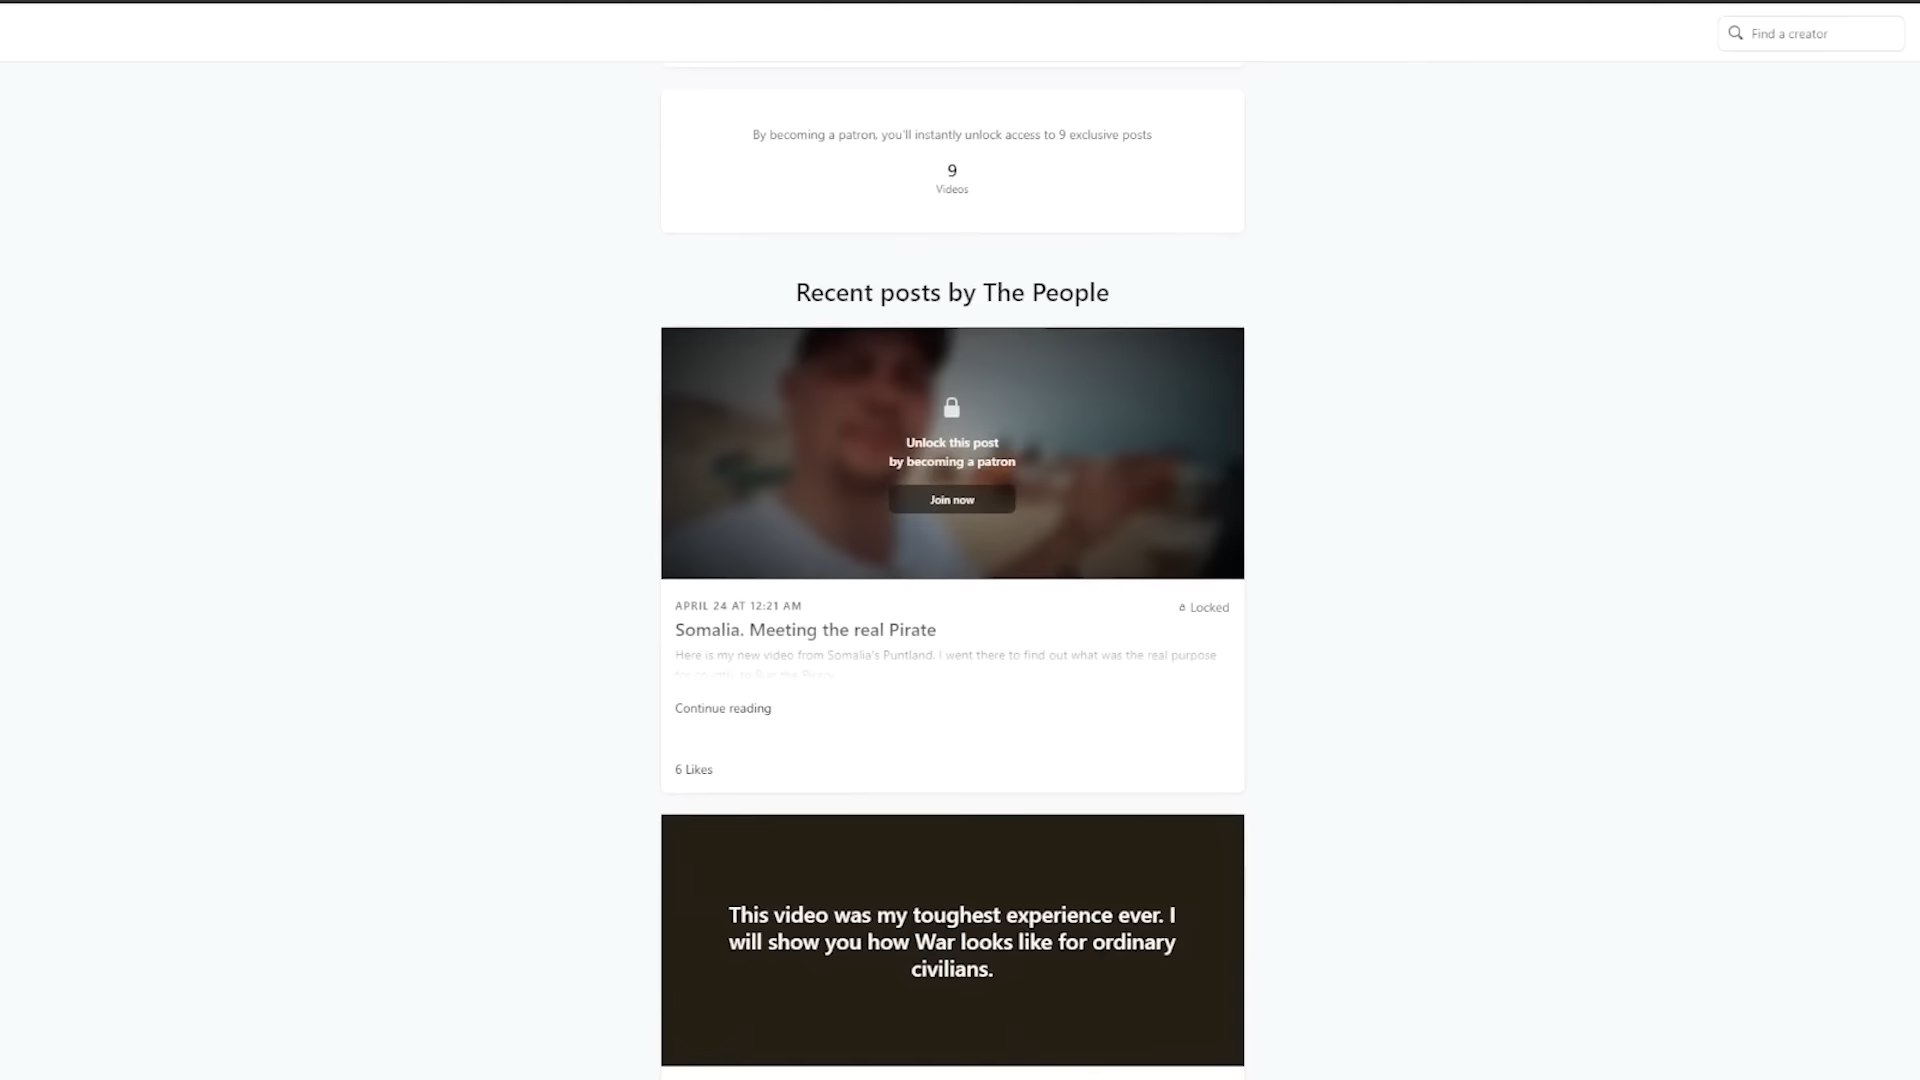 Find a creator
By becoming a patron, you'll instantly unlock access to 9 exclusive posts
9
Videos
Recent posts by The People
Unlock this post
by becoming a patron
Join now
APRIL 24 AT 12:21 AM
Locked
Somalia. Meeting the real Pirate
Here is my new video from Somalia's Puntland. I went there to find out what was the real purpose
the Piracy
Continue reading
6 Likes
This video was my toughest experience ever. I
will show you how War looks like for ordinary
civilians.